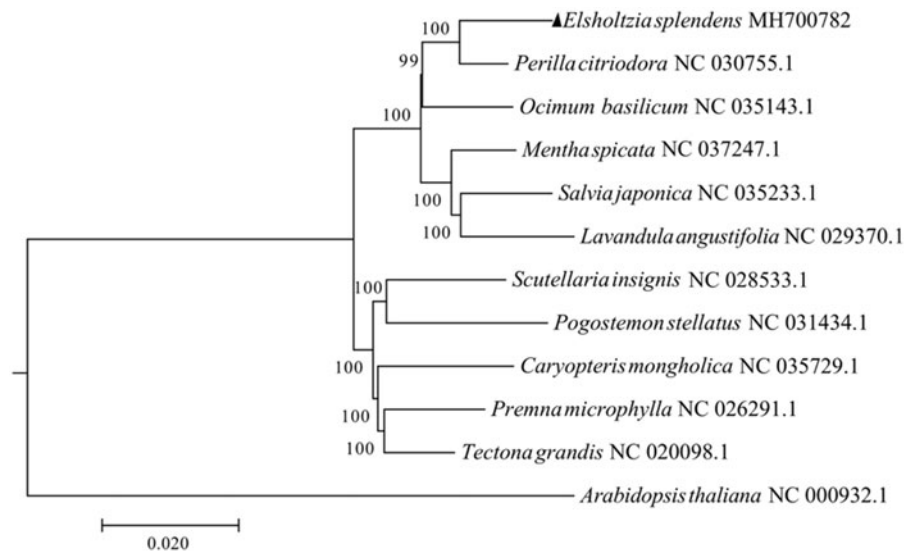 100
Elsholtzia splendens MH700782
99
Perilla citriodora NC 030755.1
100
Ocimum basilicum NC 035143.1
Mentha spicata NC 037247.1
100
Salvia japonica NC 035233.1
100
Lavandula angustifolia NC 029370.1
100
Scutellaria insignis NC 028533.1
Pogostemon stellatus NC 031434.1
100
Caryopteris mongholica NC 035729.1
100
Premna microphylla NC 026291.1
100
Tectona grandis NC 020098.1
Arabidopsis thaliana NC 000932.1
0.020